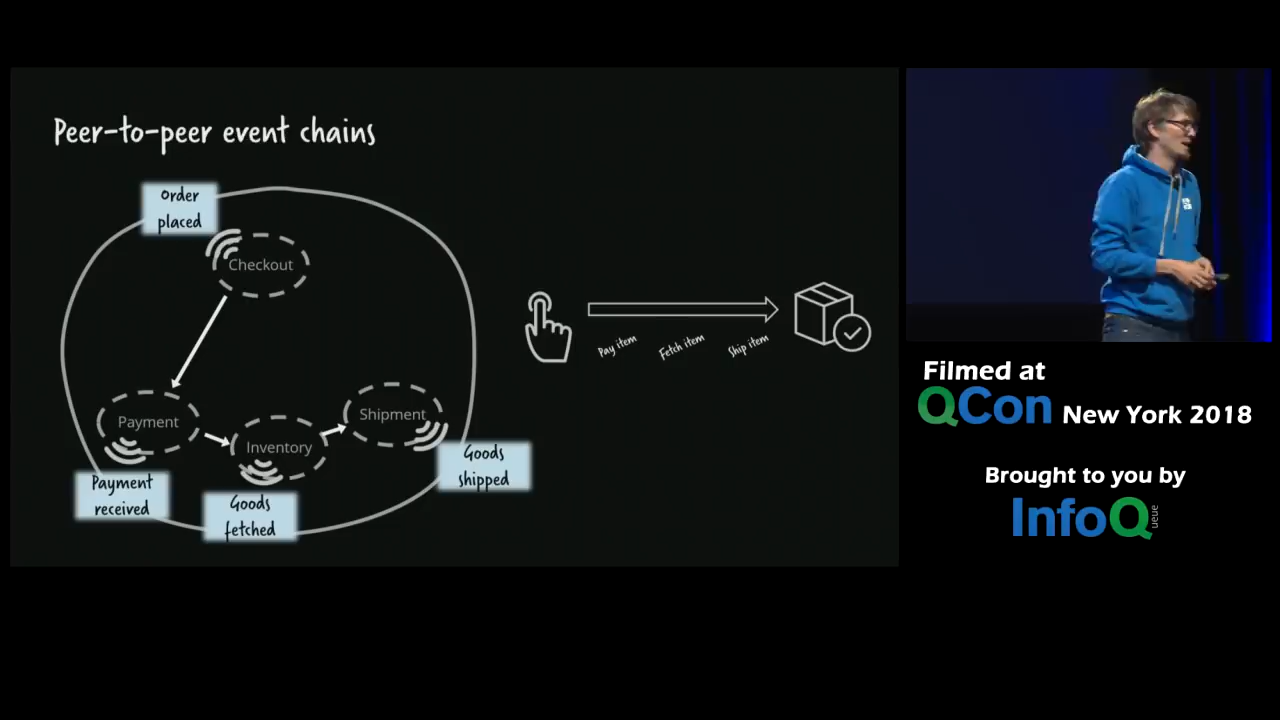 Peer-to-peer event chains
Order
placed
Checkout
Payment
Inventory
Shipment
Payment
received
Goods
fetched
Goods
shipped
Pay item
Fetch item
Ship item
Filmed at
QCon New York 2018
Brought to you by
InfoQ
ueue